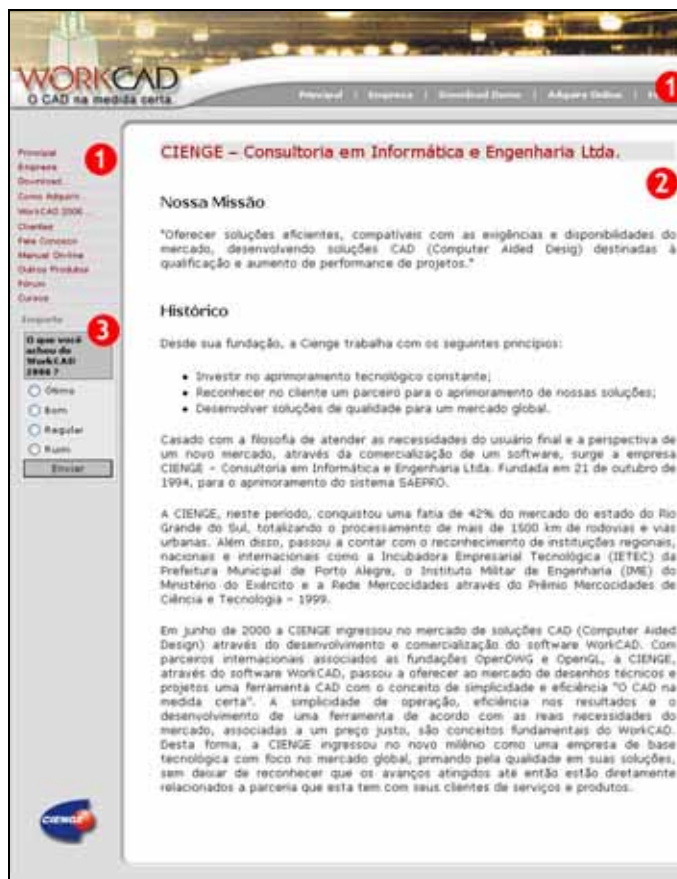 WORKCAD
O CAD na medida certa.
Principal | Empresa | Download Demo | Adquira Online |
1
Principal
1
Empresa
Download
Como Adquirir
WorkCAD 2006
Clientes
Fale Conosco
Manual On-line
Outros Produtos
Fórum
Cursos
Enquete
3
O que você
achou do
WorkCAD
2006 ?
Ótimo
Bom
Regular
Ruim
Enviar
CIENGE
CIENGE – Consultoria em Informática e Engenharia Ltda.
2
Nossa Missão
"Oferecer soluções eficientes, compatíveis com as exigências e disponibilidades do
mercado, desenvolvendo soluções CAD (Computer Aided Desig) destinadas à
qualificação e aumento de performance de projetos."
Histórico
Desde sua fundação, a Cienge trabalha com os seguintes princípios:
• Investir no aprimoramento tecnológico constante;
• Reconhecer no cliente um parceiro para o aprimoramento de nossas soluções;
• Desenvolver soluções de qualidade para um mercado global.
Casado com a filosofia de atender as necessidades do usuário final e a perspectiva de
um novo mercado, através da comercialização de um software, surge a empresa
CIENGE – Consultoria em Informática e Engenharia Ltda. Fundada em 21 de outubro de
1994, para o aprimoramento do sistema SAEPRO.
A CIENGE, neste período, conquistou uma fatia de 42% do mercado do estado do Rio
Grande do Sul, totalizando o processamento de mais de 1500 km de rodovias e vias
urbanas. Além disso, passou a contar com o reconhecimento de instituições regionais,
nacionais e internacionais como a Incubadora Empresarial Tecnológica (IETEC) da
Prefeitura Municipal de Porto Alegre, o Instituto Militar de Engenharia (IME) do
Ministério do Exército e a Rede Mercocidades através do Prêmio Mercocidades de
Ciência e Tecnologia – 1999.
Em junho de 2000 a CIENGE ingressou no mercado de soluções CAD (Computer Aided
Design) através do desenvolvimento e comercialização do software WorkCAD. Com
parceiros internacionais associados as fundações OpenDWG e OpenGL, a CIENGE,
através do software WorkCAD, passou a oferecer ao mercado de desenhos técnicos e
projetos uma ferramenta CAD com o conceito de simplicidade e eficiência "O CAD na
medida certa". A simplicidade de operação, eficiência nos resultados e o
desenvolvimento de uma ferramenta de acordo com as reais necessidades do
mercado, associadas a um preço justo, são conceitos fundamentais do WorkCAD.
Desta forma, a CIENGE ingressou no novo milênio como uma empresa de base
tecnológica com foco no mercado global, primando pela qualidade em suas soluções,
sem deixar de reconhecer que os avanços atingidos até então estão diretamente
relacionados a parceria que esta tem com seus clientes de serviços e produtos.